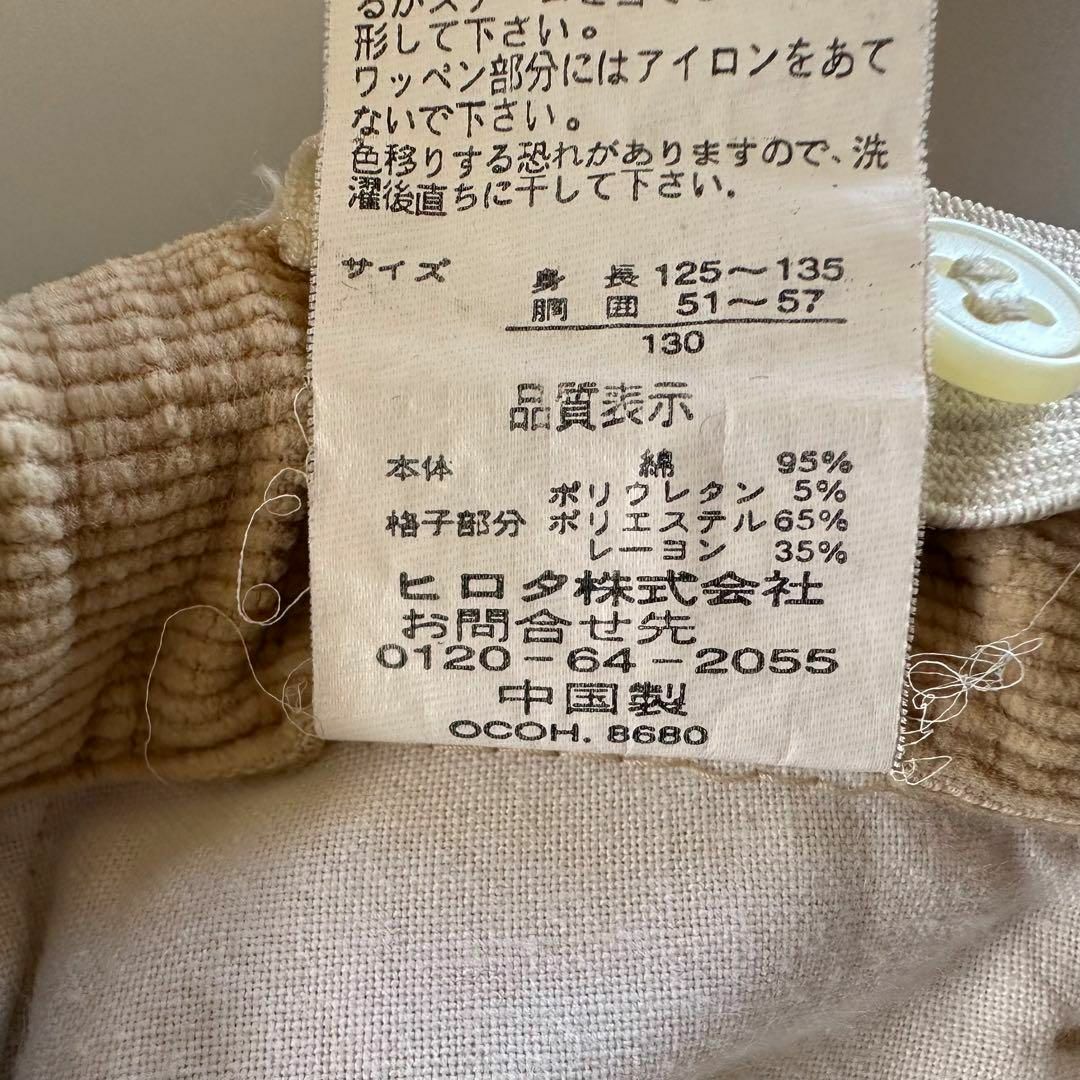 形して下さい。
ワッペン部分にはアイロンをあて
ないで下さい。
色移りする恐れがありますので、洗
濯後直ちに干して下さい.
サイズ 身長 125〜135
胴囲 51〜57
130
品質表示
本体 綿 95%
ポリウレタン 5%
格子部分 ポリエステル 65%
レーヨン 35%
ヒロタ株式会社
お問合せ先
0120-64-2055
中国製
OCOH. 8680